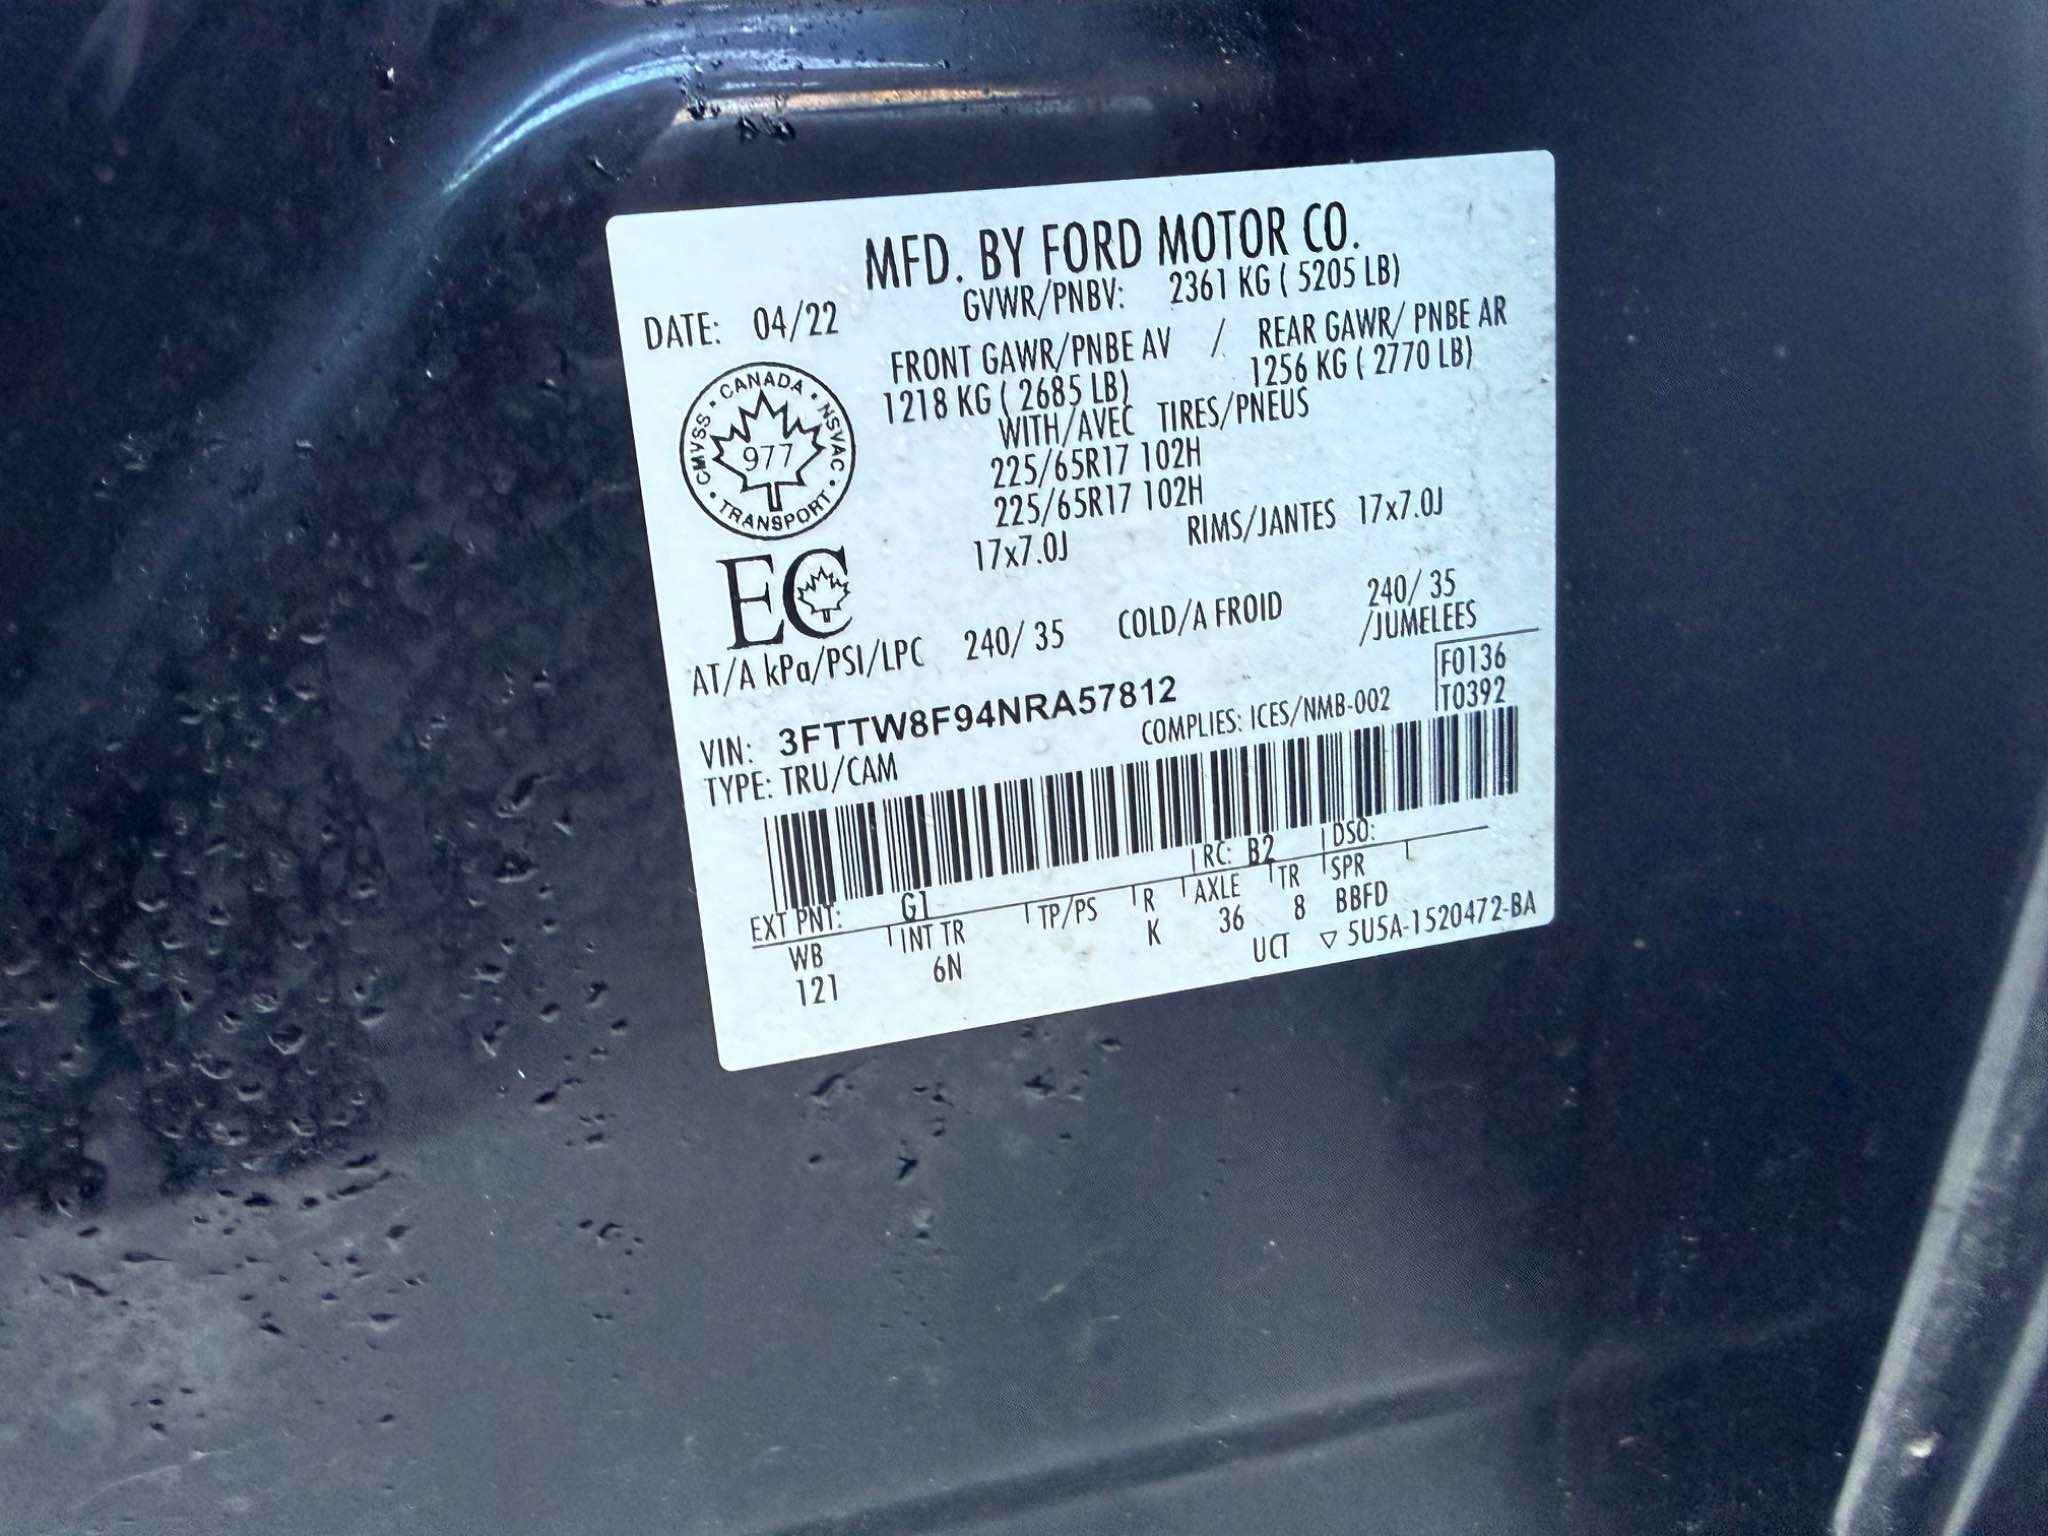 MFD. BY FORD MOTOR CO.
DATE: 04/22
GVWR/PNBV: 2361 KG ( 5205 LB)
FRONT GAWR/PNBE AV / REAR GAWR/ PNBE AR
1218 KG ( 2685 LB) 1256 KG ( 2770 LB)
WITH/AVEC TIRES/PNEUS
225/65R17 102H
225/65R17 102H
17x7.0J RIMS/JANTES 17x7.0J
CMVSS • CANADA • NSVAC • TRANSPORT •
977
EC
AT/A kPa/PSI/LPC 240/ 35 COLD/A FROID 240/ 35
/JUMELEES
VIN: 3FTTW8F94NRA57812
F0136
T0392
TYPE: TRU/CAM
COMPLIES: ICES/NMB-002
EXT PNT: G1 RC: B2 DSO:
WB INT TR TP/PS R AXLE TR SPR
121 6N K 36 8 BBFD
UCT ▽ 5U5A-1520472-BA